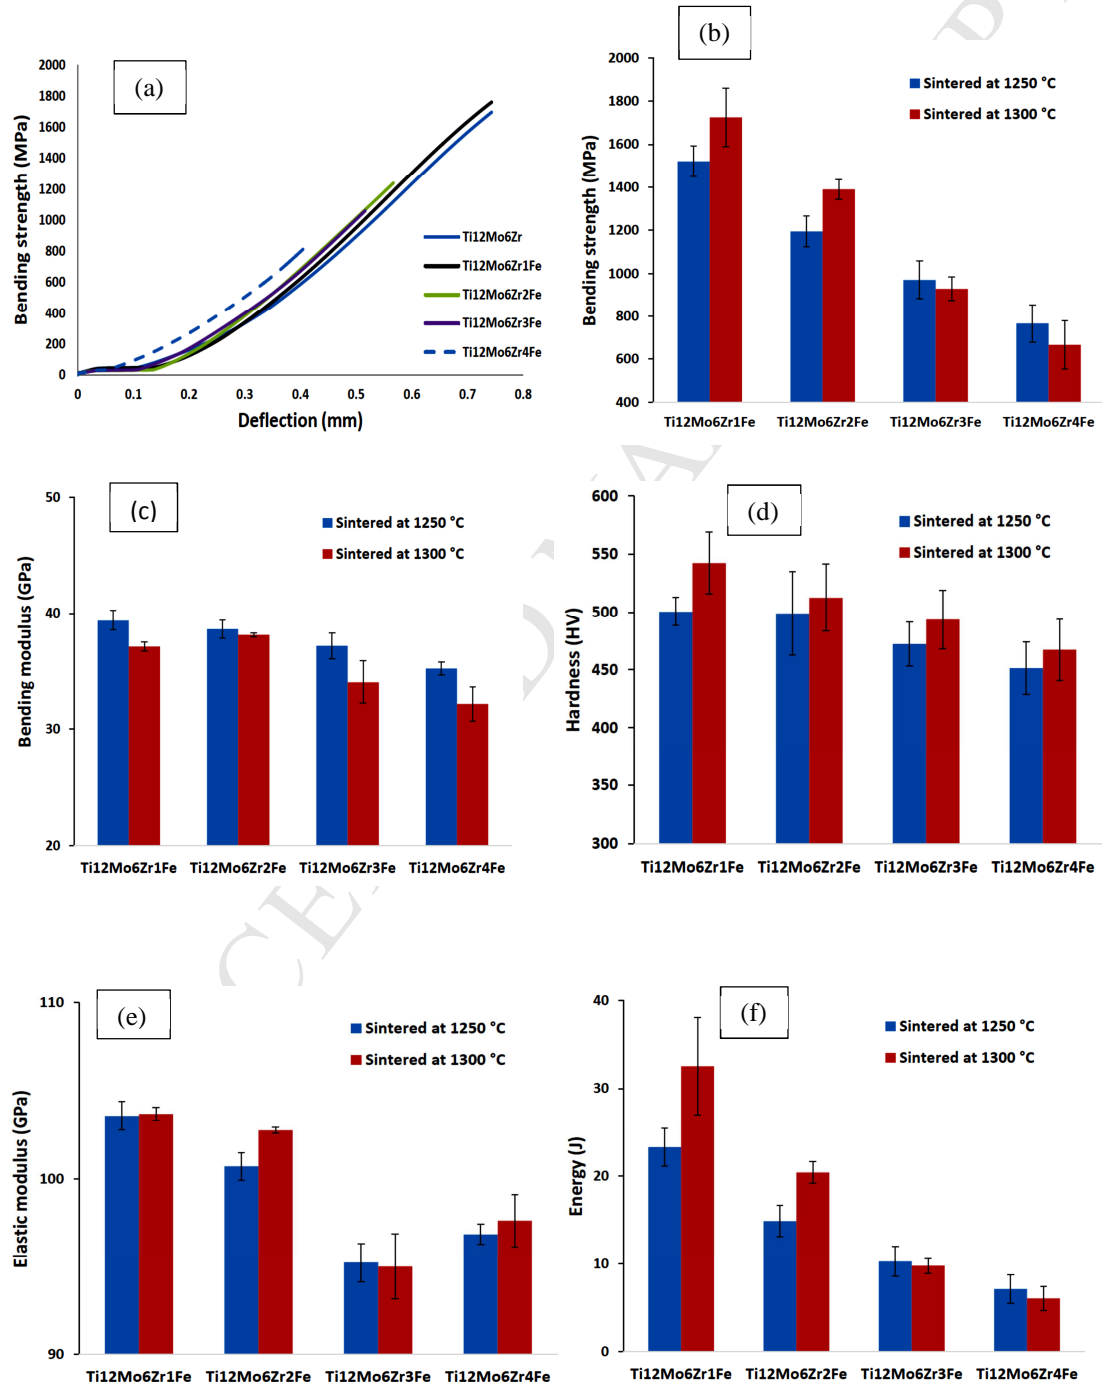 (a)
Bending strength (MPa)
2000
1800
1600
1400
1200
1000
800
600
400
200
0
Ti12Mo6Zr
Ti12Mo6Zr1Fe
Ti12Mo6Zr2Fe
Ti12Mo6Zr3Fe
Ti12Mo6Zr4Fe
0 0.1 0.2 0.3 0.4 0.5 0.6 0.7 0.8
Deflection (mm)
(b)
Bending strength (MPa)
2000
1800
1600
1400
1200
1000
800
600
400
Sintered at 1250 °C
Sintered at 1300 °C
Ti12Mo6Zr1Fe Ti12Mo6Zr2Fe Ti12Mo6Zr3Fe Ti12Mo6Zr4Fe
(c)
Bending modulus (GPa)
50
40
30
20
Sintered at 1250 °C
Sintered at 1300 °C
Ti12Mo6Zr1Fe Ti12Mo6Zr2Fe Ti12Mo6Zr3Fe Ti12Mo6Zr4Fe
(d)
Hardness (HV)
600
550
500
450
400
350
300
Sintered at 1250 °C
Sintered at 1300 °C
Ti12Mo6Zr1Fe Ti12Mo6Zr2Fe Ti12Mo6Zr3Fe Ti12Mo6Zr4Fe
(e)
Elastic modulus (GPa)
110
100
90
Sintered at 1250 °C
Sintered at 1300 °C
Ti12Mo6Zr1Fe Ti12Mo6Zr2Fe Ti12Mo6Zr3Fe Ti12Mo6Zr4Fe
(f)
Energy (J)
40
30
20
10
0
Sintered at 1250 °C
Sintered at 1300 °C
Ti12Mo6Zr1Fe Ti12Mo6Zr2Fe Ti12Mo6Zr3Fe Ti12Mo6Zr4Fe